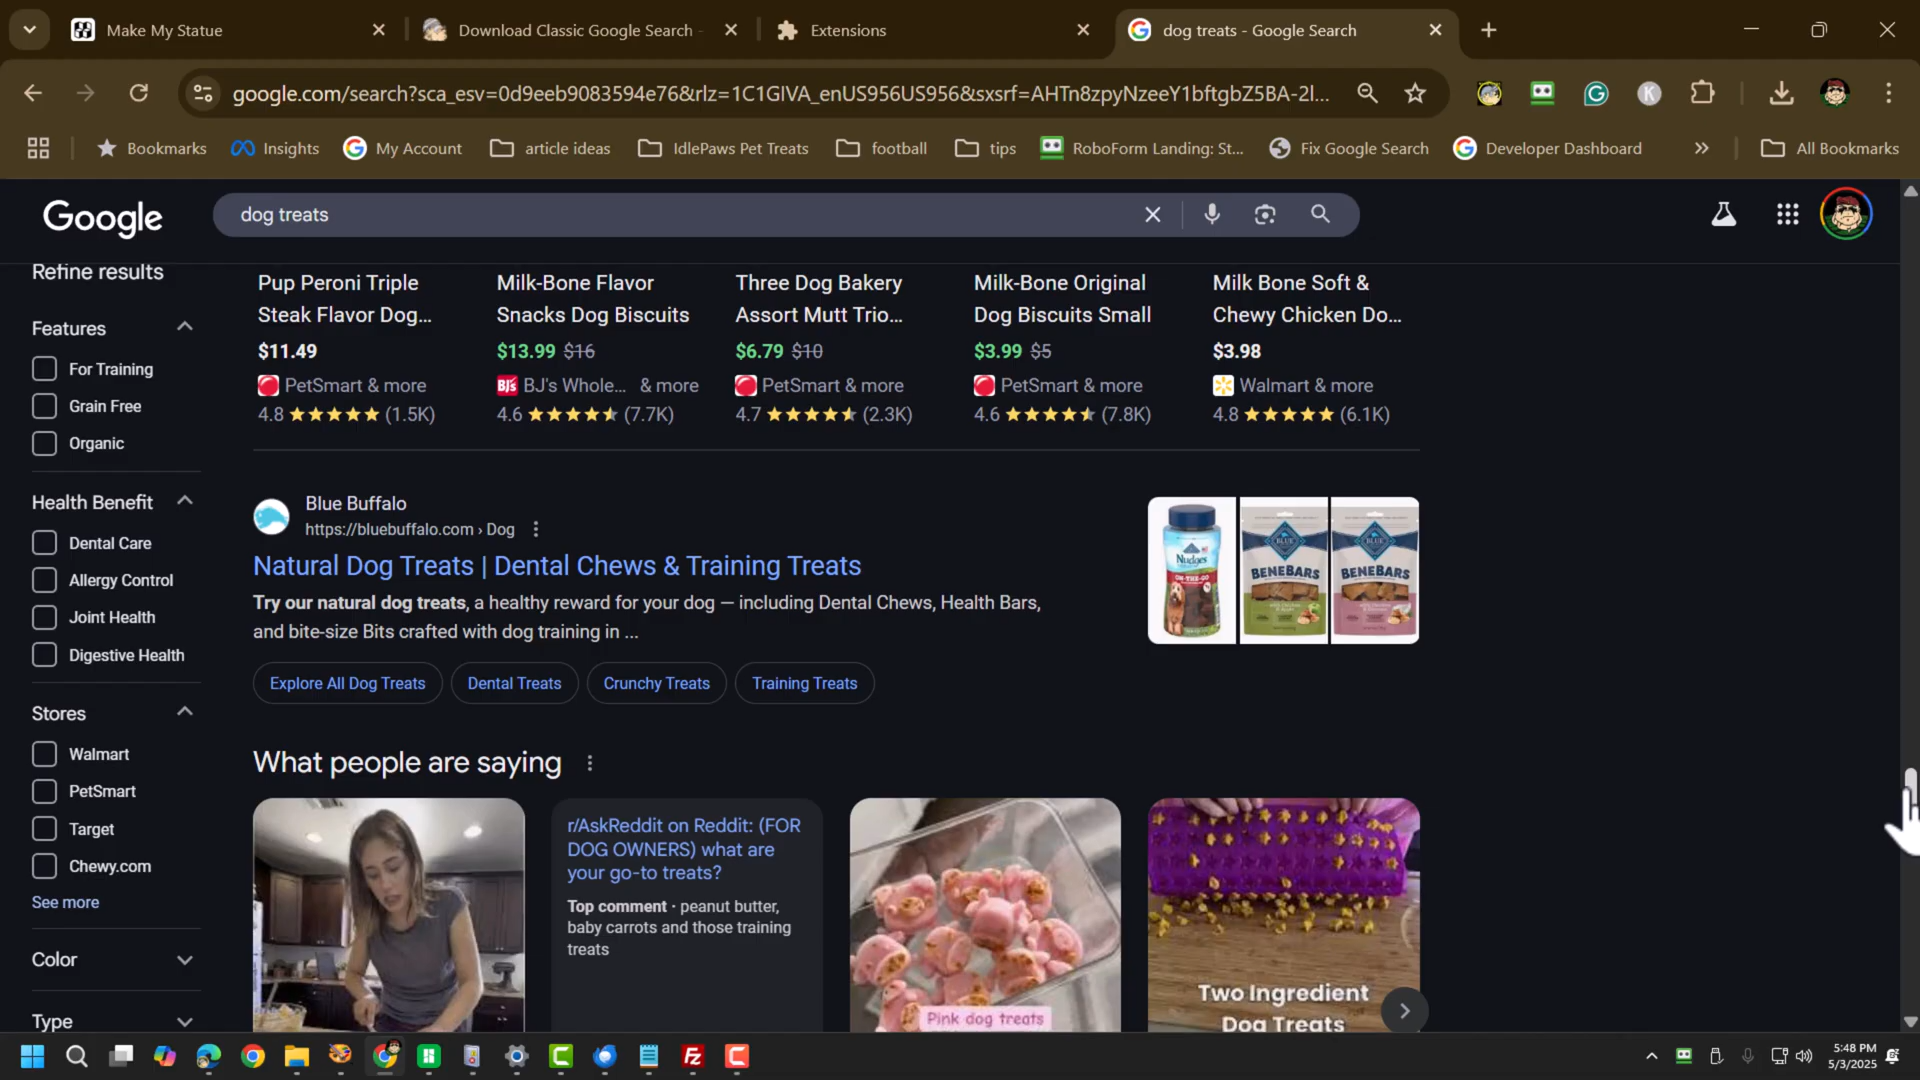 Make My Statue
Download Classic Google Search -
Extensions
dog treats - Google Search
google.com/search?sca_esv=0d9eeb9083594e76&rlz=1C1GIVA_enUS956US956&sxsrf=AHTn8zpyNzeeY1bftgbZ5BA-2l...
K
Bookmarks
Insights
My Account
article ideas
IdlePaws Pet Treats
football
tips
RoboForm Landing: St...
Fix Google Search
Developer Dashboard
»
All Bookmarks
Google
dog treats
Refine results
Features
For Training
Grain Free
Organic
Health Benefit
Dental Care
Allergy Control
Joint Health
Digestive Health
Stores
Walmart
PetSmart
Target
Chewy.com
See more
Color
Type
Pup Peroni Triple
Steak Flavor Dog...
$11.49
PetSmart & more
4.8 (1.5K)
Milk-Bone Flavor
Snacks Dog Biscuits
$13.99 $16
BJ's BJ's Whole... & more
4.6 (7.7K)
Three Dog Bakery
Assort Mutt Trio...
$6.79 $10
PetSmart & more
4.7 (2.3K)
Milk-Bone Original
Dog Biscuits Small
$3.99 $5
PetSmart & more
4.6 (7.8K)
Milk Bone Soft &
Chewy Chicken Do...
$3.98
Walmart & more
4.8 (6.1K)
Blue Buffalo
https://bluebuffalo.com › Dog
Natural Dog Treats | Dental Chews & Training Treats
Try our natural dog treats, a healthy reward for your dog — including Dental Chews, Health Bars,
and bite-size Bits crafted with dog training in ...
Explore All Dog Treats
Dental Treats
Crunchy Treats
Training Treats
Nudges
ON-THE-GO
BLUE
BENEBARS
BLUE
BENEBARS
What people are saying
r/AskReddit on Reddit: (FOR
DOG OWNERS) what are
your go-to treats?
Top comment · peanut butter,
baby carrots and those training
treats
Pink dog treats
Two Ingredient
Dog Treats
5:48 PM
5/3/2025